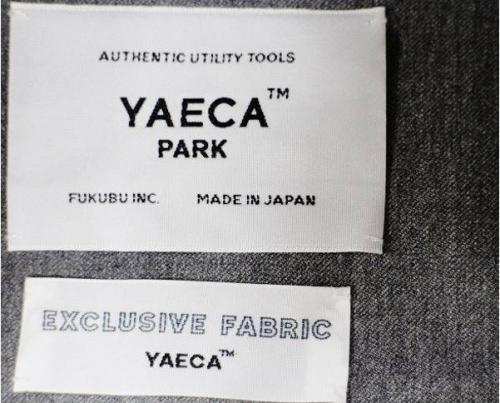 AUTHENTIC UTILITY TOOLS
YAECA™
PARK
FUKUBU INC. MADE IN JAPAN
EXCLUSIVE FABRIC
YAECA™